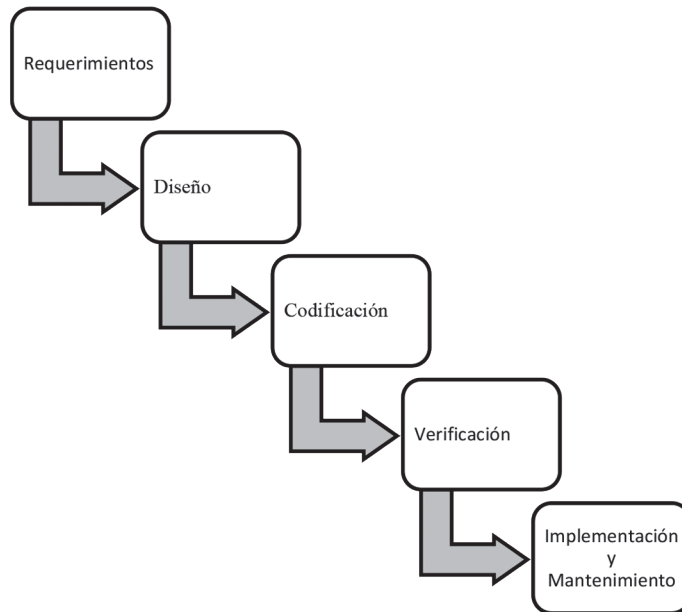 Requerimientos
Diseño
Codificación
Verificación
Implementación
y
Mantenimiento